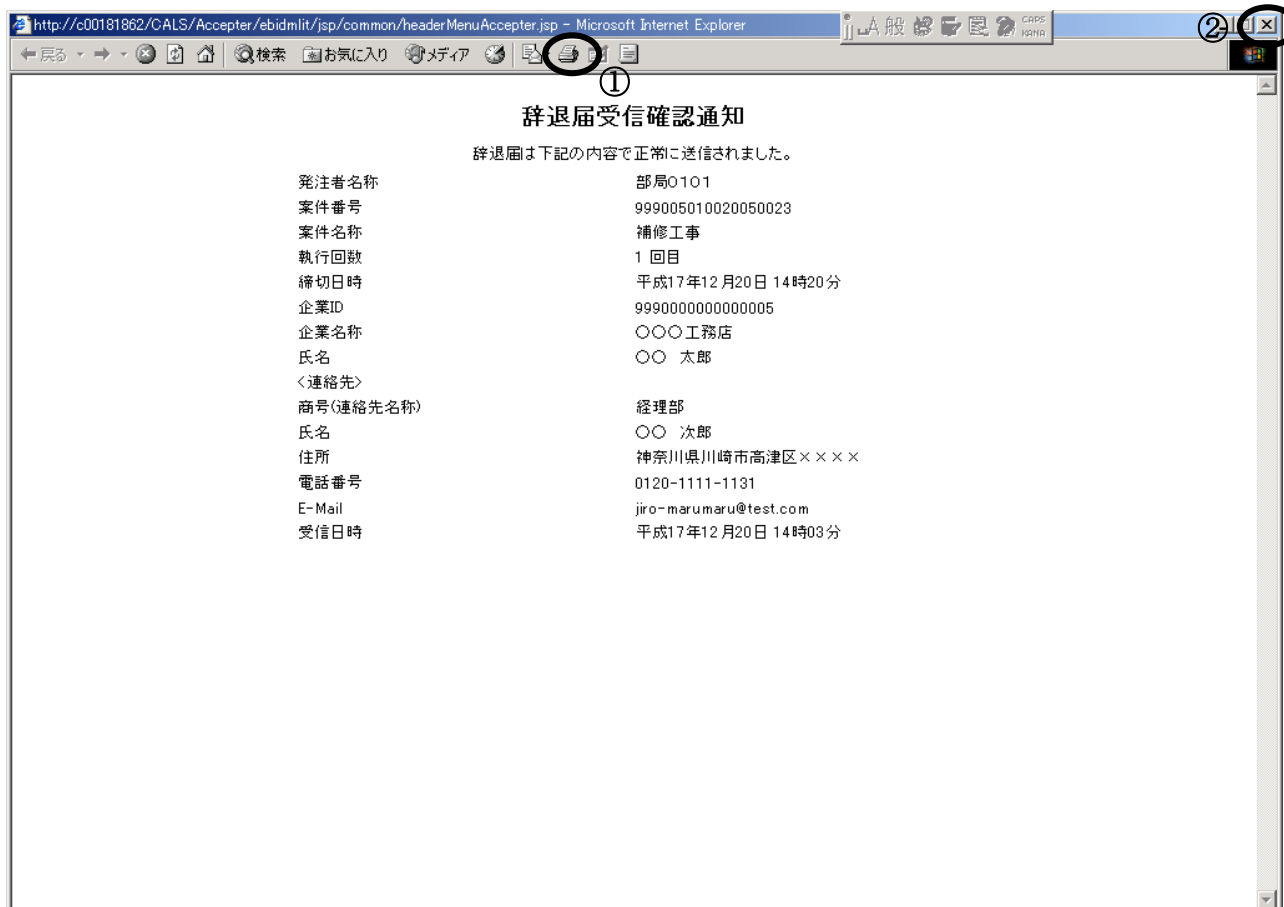 http://c00181862/CALS/Accepter/ebidmlit/jsp/common/headerMenuAccepter.jsp - Microsoft Internet Explorer
A 般 CAPS KANA
②
戻る 検索 お気に入り メディア
①
辞退届受信確認通知
辞退届は下記の内容で正常に送信されました。
発注者名称 部局0101
案件番号 999005010020050023
案件名称 補修工事
執行回数 1 回目
締切日時 平成17年12月20日 14時20分
企業ID 9990000000000005
企業名称 〇〇〇工務店
氏名 〇〇 太郎
<連絡先>
商号(連絡先名称) 経理部
氏名 〇〇 次郎
住所 神奈川県川崎市高津区××××
電話番号 0120-1111-1131
E-Mail jiro-marumaru@test.com
受信日時 平成17年12月20日 14時03分